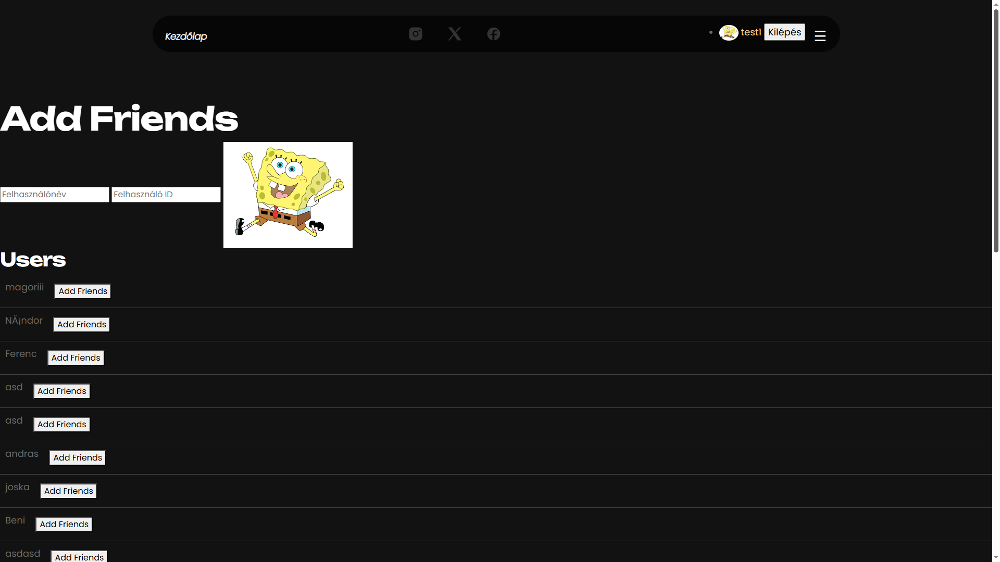 Kezdőlap
test1 Kilépés
Add Friends
Felhasználónév Felhasználó ID
Users
magoriii Add Friends
NÃ¡ndor Add Friends
Ferenc Add Friends
asd Add Friends
asd Add Friends
andras Add Friends
joska Add Friends
Beni Add Friends
asdasd Add Friends